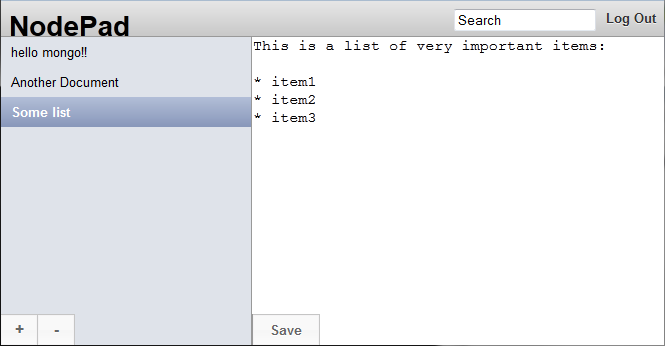 NodePad
Search
Log Out
hello mongo!!
Another Document
Some list
This is a list of very important items:
* item1
* item2
* item3
+ -
Save